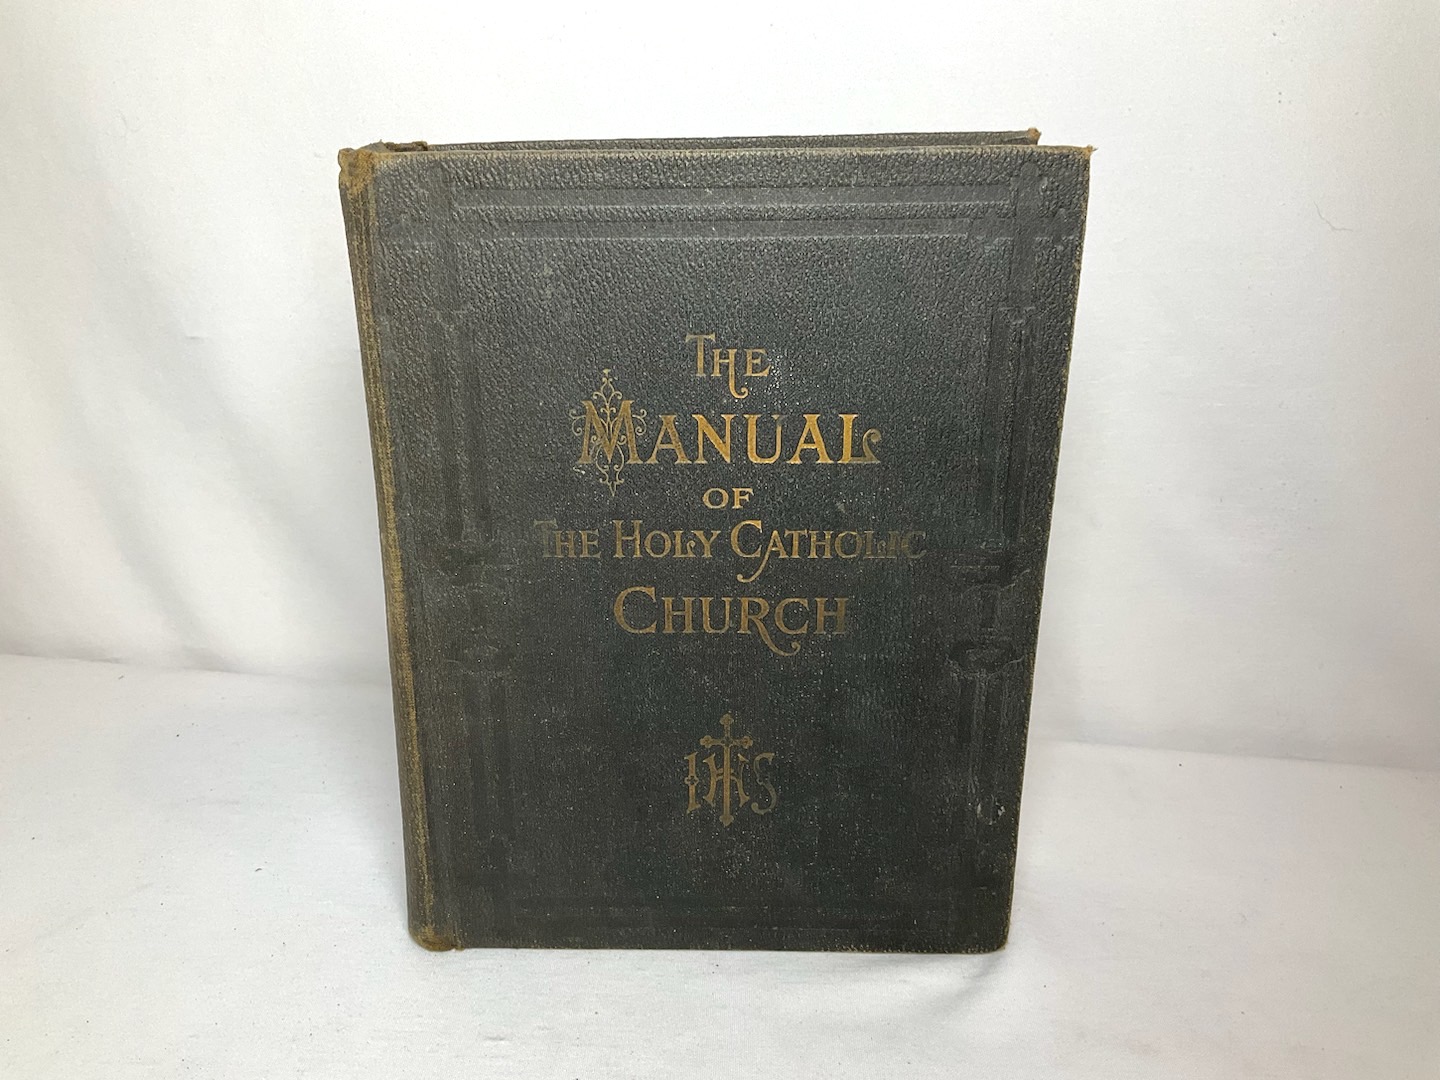 The
Manual
of
The Holy Catholic
Church
IHS